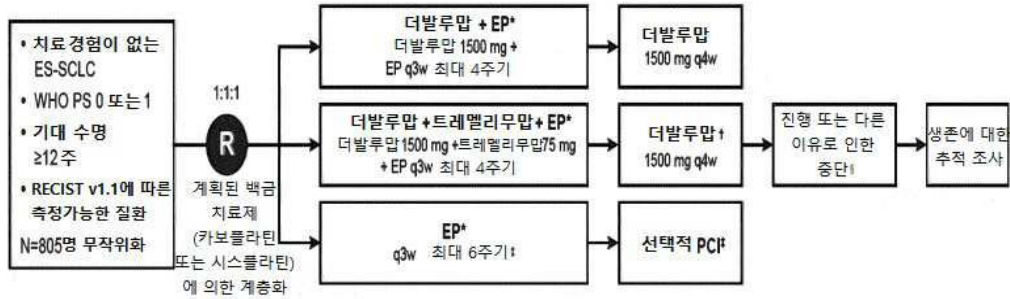 • 치료경험이 없는
ES-SCLC
• WHO PS 0 또는 1
• 기대 수명
≥12 주
• RECIST v1.1에 따른
측정가능한 질환
N=805명 무작위화
1:1:1
R
계획된 백금
치료제
(카보플라틴
또는 시스플라틴)
에 의한 계층화
더발루맙 + EP*
더발루맙 1500 mg +
EP q3w 최대 4주기
더발루맙
1500 mg q4w
더발루맙+트레멜리무맙+ EP*
더발루맙1500 mg +트레멜리무맙75 mg
+ EP q3w 최대 4주기
더발루맙†
1500 mg q4w
EP*
q3w 최대 6주기‡
선택적 PCI‡
진행 또는 다른
이유로 인한
중단§
생존에 대한
추적 조사